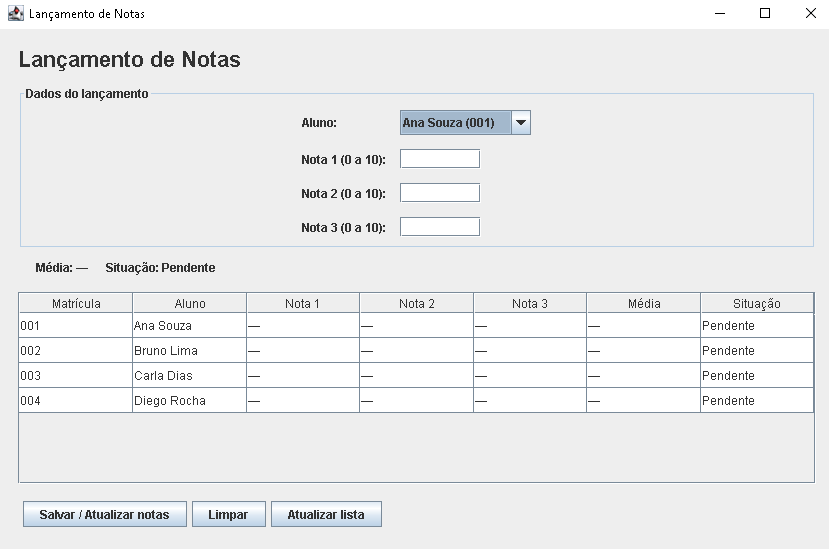 Lançamento de Notas
Lançamento de Notas
Dados do lançamento
Aluno: Ana Souza (001)
Nota 1 (0 a 10):
Nota 2 (0 a 10):
Nota 3 (0 a 10):
Média: — Situação: Pendente
Matrícula Aluno Nota 1 Nota 2 Nota 3 Média Situação
001 Ana Souza — — — — Pendente
002 Bruno Lima — — — — Pendente
003 Carla Dias — — — — Pendente
004 Diego Rocha — — — — Pendente
Salvar / Atualizar notas Limpar Atualizar lista